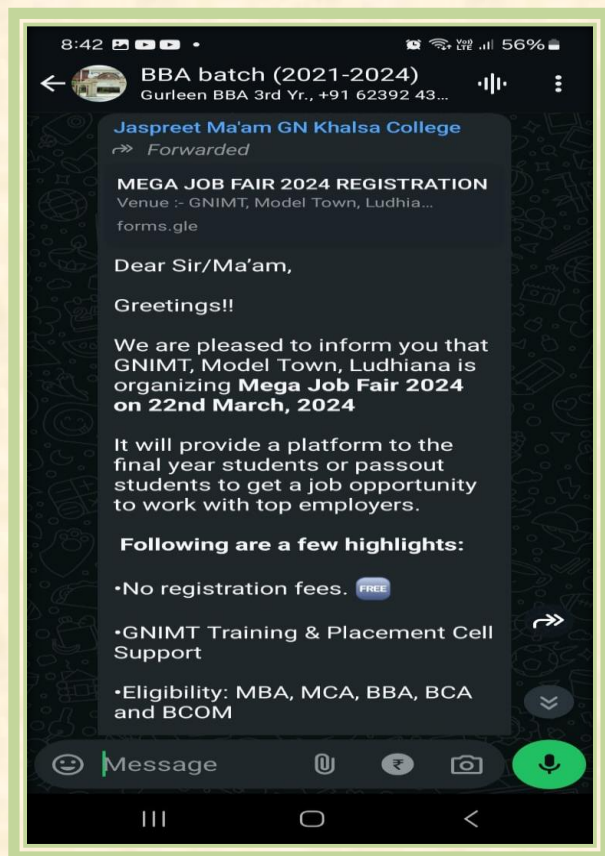 8:42
56%
BBA batch (2021-2024)
Gurleen BBA 3rd Yr., +91 62392 43...
Jaspreet Ma'am GN Khalsa College
Forwarded
MEGA JOB FAIR 2024 REGISTRATION
Venue :- GNIMT, Model Town, Ludhia...
forms.gle
Dear Sir/Ma'am,
Greetings!!
We are pleased to inform you that
GNIMT, Model Town, Ludhiana is
organizing Mega Job Fair 2024
on 22nd March, 2024
It will provide a platform to the
final year students or passout
students to get a job opportunity
to work with top employers.
Following are a few highlights:
•No registration fees. FREE
•GNIMT Training & Placement Cell
Support
•Eligibility: MBA, MCA, BBA, BCA
and BCOM
Message